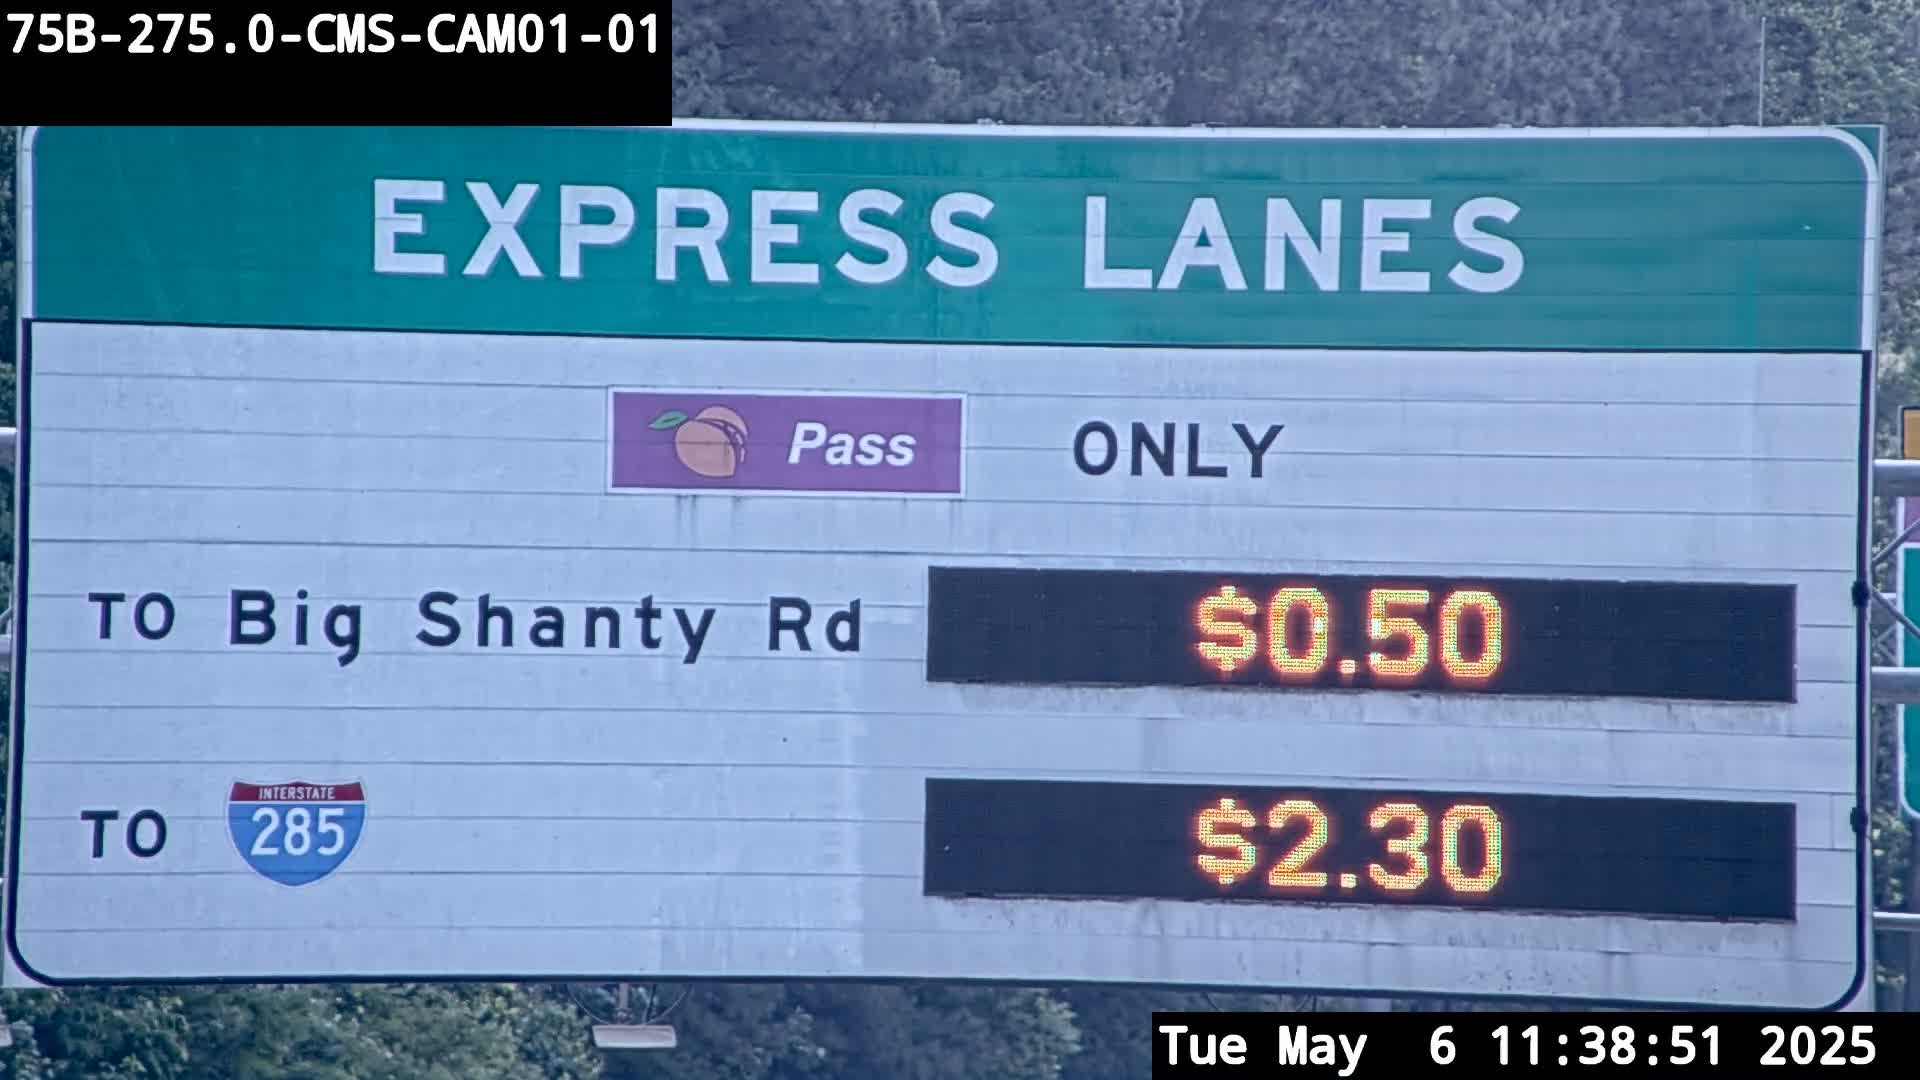 75B-275.0-CMS-CAM01-01
EXPRESS LANES
Pass ONLY
TO Big Shanty Rd $0.50
INTERSTATE
TO 285 $2.30
Tue May 6 11:38:51 2025